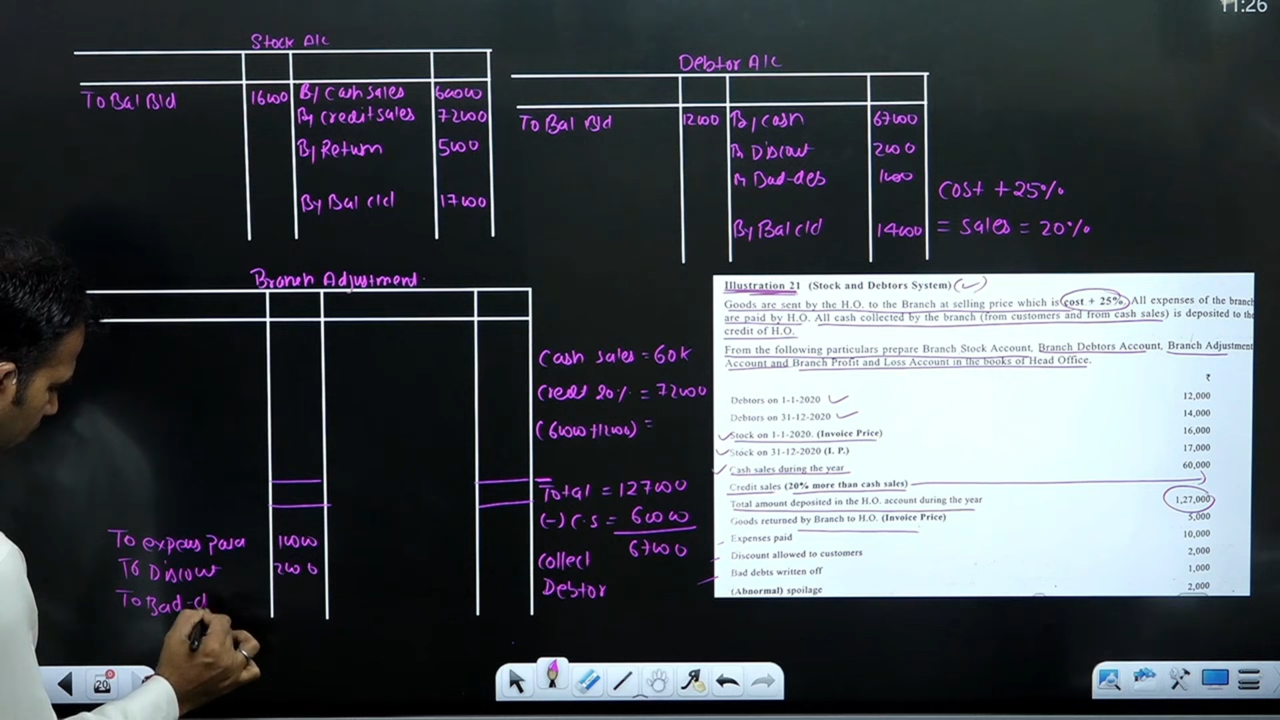 11:26
Stock A/c
To Bal B/d 16000 By Cash sales 60000
By credit sales 72000
By Return 5000
By Bal c/d 17000
Debtor A/c
To Bal B/d 12000 By Cash 67000
By Discout 2000
By Bad-des 1000
By Bal c/d 14000
Cost + 25%
= Sales = 20%
Branch Adjustment
To expens paid 10000
To Discout 2000
To Bad-d
Cash sales = 60k
Credit 20% = 72000
(60000+12000) =
Total = 127000
(-) C.S = 60000
67000
Collect
Debtor
Illustration 21 (Stock and Debtors System)
Goods are sent by the H.O. to the Branch at selling price which is cost + 25%. All expenses of the branch
are paid by H.O. All cash collected by the branch (from customers and from cash sales) is deposited to the
credit of H.O.
From the following particulars prepare Branch Stock Account, Branch Debtors Account, Branch Adjustment
Account and Branch Profit and Loss Account in the books of Head Office.
₹
Debtors on 1-1-2020 12,000
Debtors on 31-12-2020 14,000
Stock on 1-1-2020. (Invoice Price) 16,000
Stock on 31-12-2020 (I. P.) 17,000
Cash sales during the year 60,000
Credit sales (20% more than cash sales)
Total amount deposited in the H.O. account during the year 1,27,000
Goods returned by Branch to H.O. (Invoice Price) 5,000
Expenses paid 10,000
Discount allowed to customers 2,000
Bad debts written off 1,000
(Abnormal) spoilage 2,000
20